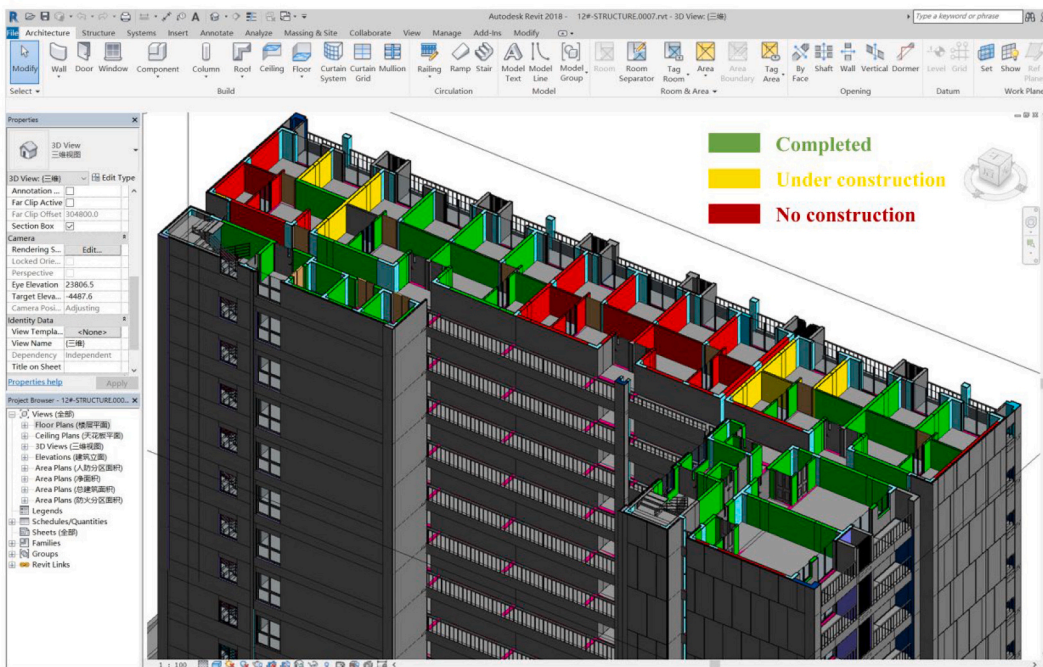 Autodesk Revit 2018 - 12#-STRUCTURE.0007.rvt - 3D View: {三维}
Type a keyword or phrase
File Architecture Structure Systems Insert Annotate Analyze Massing & Site Collaborate View Manage Add-Ins Modify
Modify Wall Door Window Component Column Roof Ceiling Floor Curtain System Curtain Grid Mullion Railing Ramp Stair Model Text Model Line Model Group Room Room Separator Tag Room Area Area Boundary Tag Area By Face Shaft Wall Vertical Dormer Level Grid Set Show Ref Plane
Select Build Circulation Model Room & Area Opening Datum Work Plane
Properties
3D View
三维视图
3D View: {三维} Edit Type
Annotation ...
Far Clip Active
Far Clip Offset 304800.0
Section Box
Camera
Rendering S... Edit...
Locked Orie...
Perspective
Eye Elevation 23806.5
Target Eleva... -4487.6
Camera Posi... Adjusting
Identity Data
View Templa... <None>
View Name {三维}
Dependency Independent
Title on Sheet
Properties help Apply
Project Browser - 12#-STRUCTURE.000...
Views (全部)
Floor Plans (楼层平面)
Ceiling Plans (天花板平面)
3D Views (三维视图)
Elevations (建筑立面)
Area Plans (人防分区面积)
Area Plans (净面积)
Area Plans (总建筑面积)
Area Plans (防火分区面积)
Legends
Schedules/Quantities
Sheets (全部)
Families
Groups
Revit Links
Completed
Under construction
No construction
1 : 100